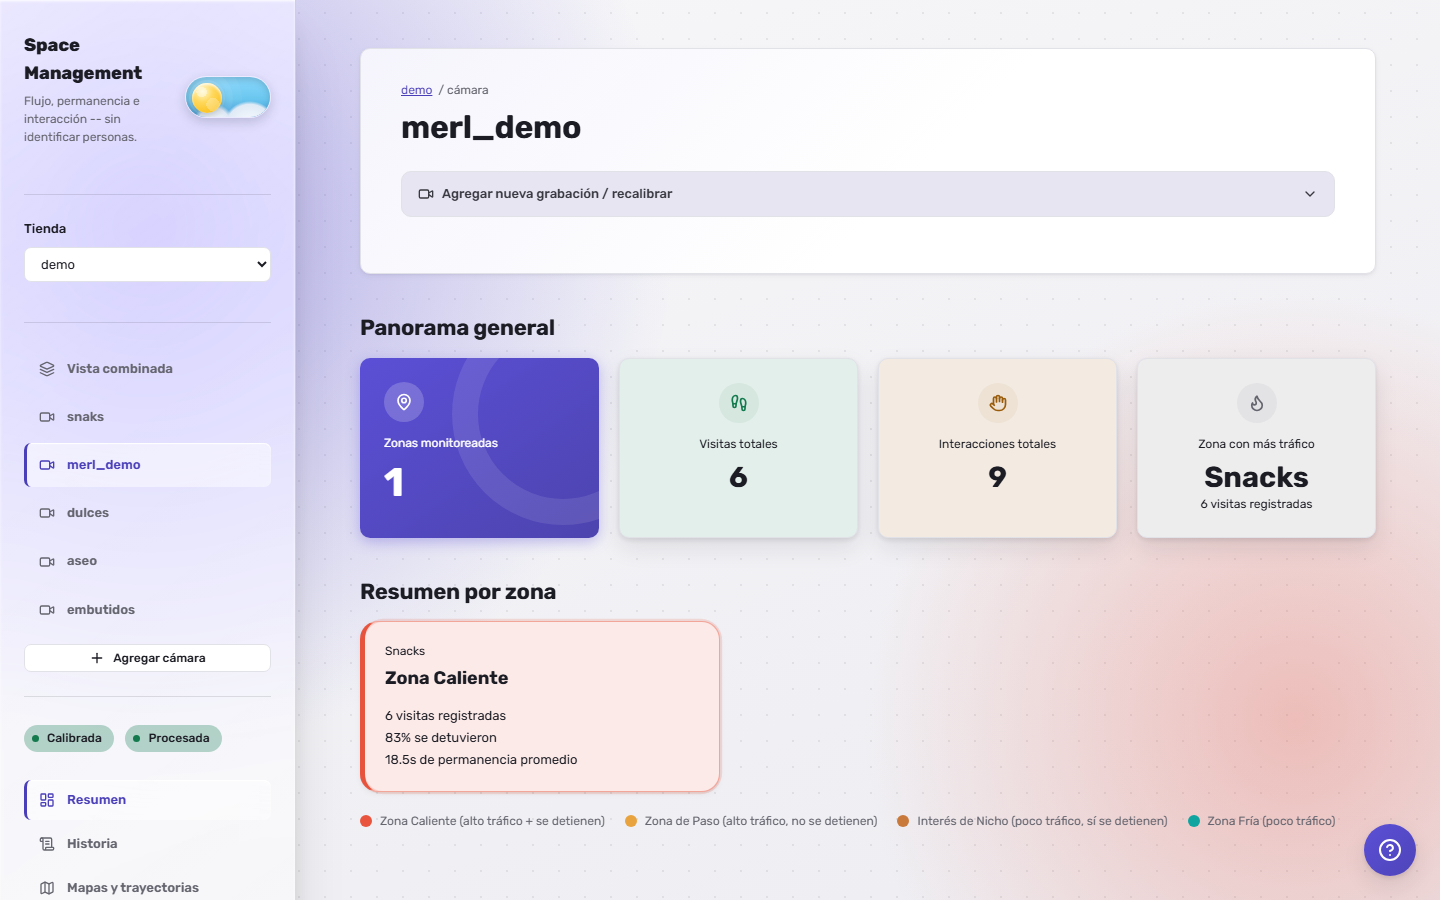 Space
Management
Flujo, permanencia e
interacción -- sin
identificar personas.
Tienda
demo
Vista combinada
snaks
merl_demo
dulces
aseo
embutidos
Agregar cámara
Calibrada
Procesada
Resumen
Historia
Mapas y trayectorias
demo / cámara
merl_demo
Agregar nueva grabación / recalibrar
Panorama general
Zonas monitoreadas
1
Visitas totales
6
Interacciones totales
9
Zona con más tráfico
Snacks
6 visitas registradas
Resumen por zona
Snacks
Zona Caliente
6 visitas registradas
83% se detuvieron
18.5s de permanencia promedio
Zona Caliente (alto tráfico + se detienen)
Zona de Paso (alto tráfico, no se detienen)
Interés de Nicho (poco tráfico, sí se detienen)
Zona Fría (poco tráfico)